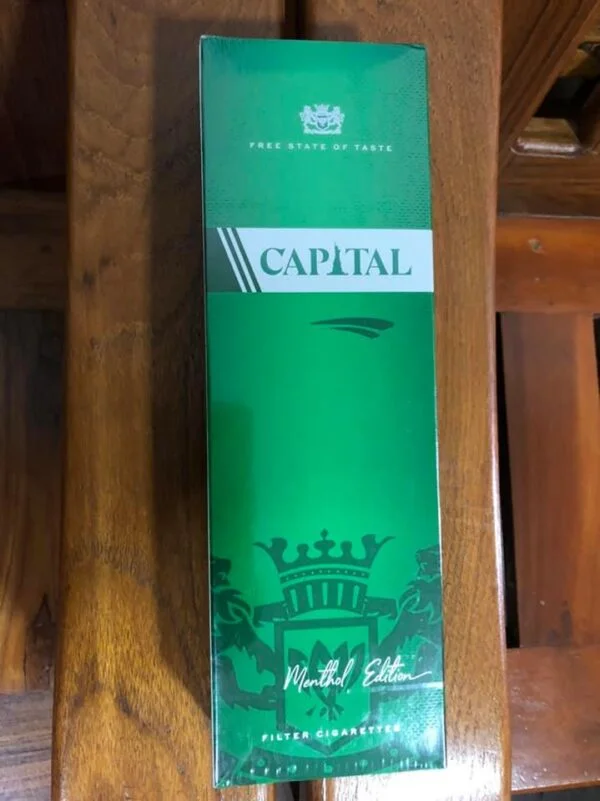 FREE STATE OF TASTE
CAPITAL
Menthol Edition
FILTER CIGARETTES